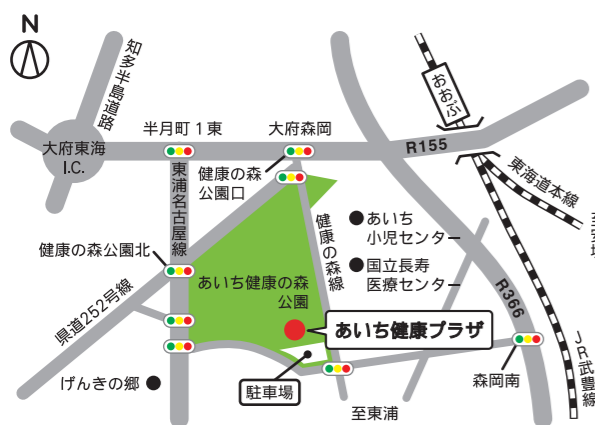 N
知多半島道路
おおぶ
半月町1東
大府森岡
大府東海
I.C.
R155
健康の森
公園口
東浦名古屋線
東海道本線
健康の森線
あいち
小児センター
健康の森公園北
国立長寿
医療センター
あいち健康の森
公園
R366
県道252号線
あいち健康プラザ
JR武豊線
げんきの郷
駐車場
森岡南
至東浦